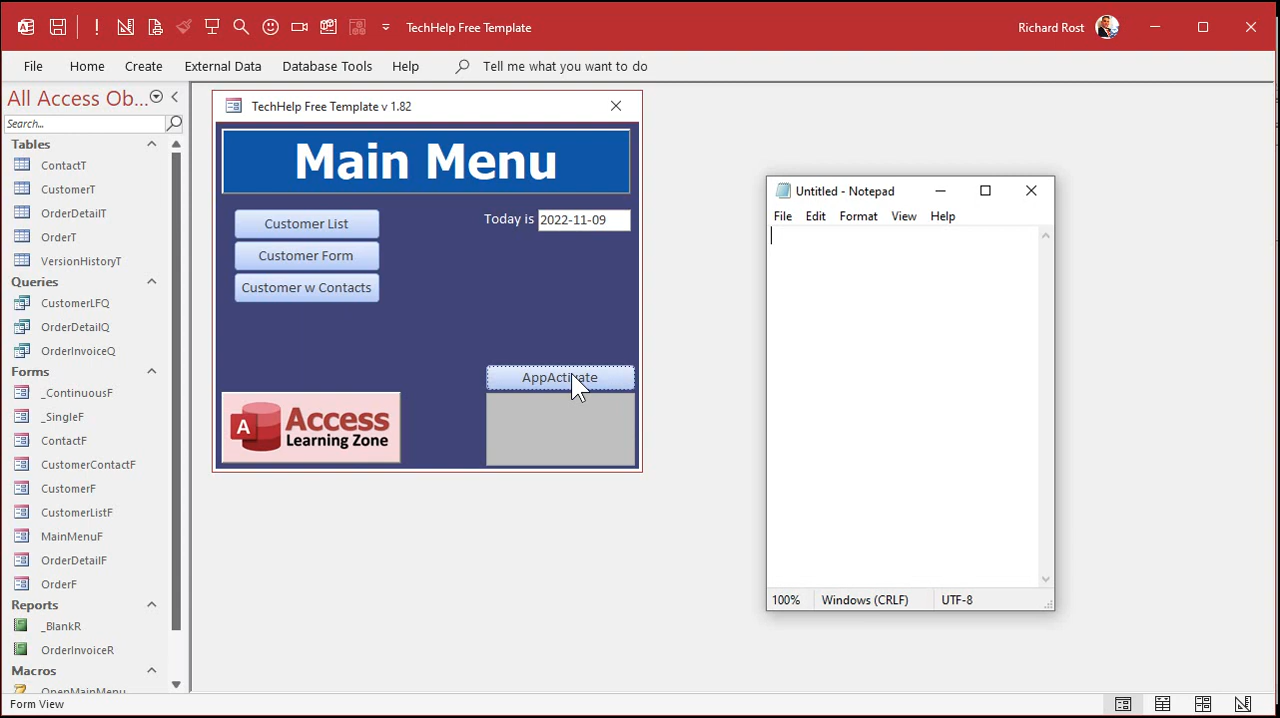 TechHelp Free Template
Richard Rost
File Home Create External Data Database Tools Help Tell me what you want to do
All Access Ob...
Search...
Tables
ContactT
CustomerT
OrderDetailT
OrderT
VersionHistoryT
Queries
CustomerLFQ
OrderDetailQ
OrderInvoiceQ
Forms
_ContinuousF
_SingleF
ContactF
CustomerContactF
CustomerF
CustomerListF
MainMenuF
OrderDetailF
OrderF
Reports
_BlankR
OrderInvoiceR
Macros
OpenMainMenu
Form View
TechHelp Free Template v 1.82
Main Menu
Customer List
Customer Form
Customer w Contacts
Today is 2022-11-09
AppActivate
A Access
Learning Zone
Untitled - Notepad
File Edit Format View Help
100% Windows (CRLF) UTF-8